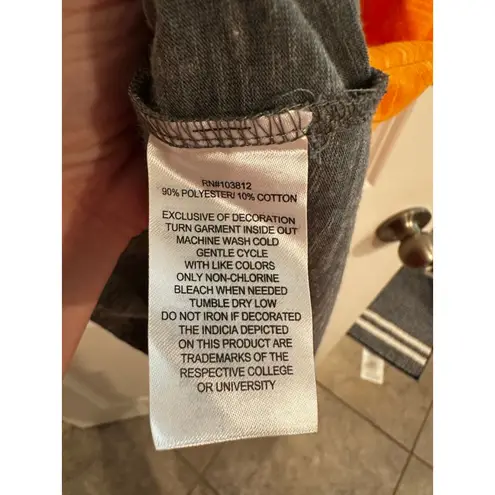 RN#103812
90% POLYESTER/ 10% COTTON
EXCLUSIVE OF DECORATION
TURN GARMENT INSIDE OUT
MACHINE WASH COLD
GENTLE CYCLE
WITH LIKE COLORS
ONLY NON-CHLORINE
BLEACH WHEN NEEDED
TUMBLE DRY LOW
DO NOT IRON IF DECORATED
THE INDICIA DEPICTED
ON THIS PRODUCT ARE
TRADEMARKS OF THE
RESPECTIVE COLLEGE
OR UNIVERSITY